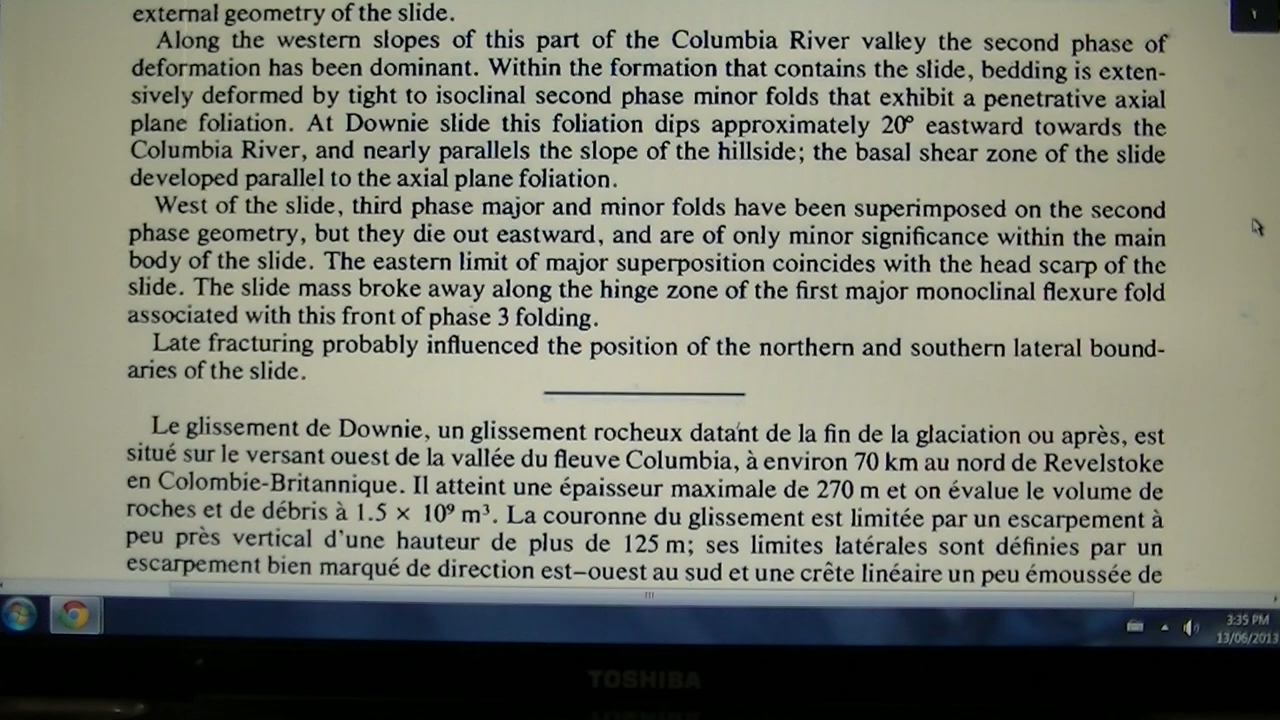 external geometry of the slide.
Along the western slopes of this part of the Columbia River valley the second phase of
deformation has been dominant. Within the formation that contains the slide, bedding is exten-
sively deformed by tight to isoclinal second phase minor folds that exhibit a penetrative axial
plane foliation. At Downie slide this foliation dips approximately 20° eastward towards the
Columbia River, and nearly parallels the slope of the hillside; the basal shear zone of the slide
developed parallel to the axial plane foliation.
West of the slide, third phase major and minor folds have been superimposed on the second
phase geometry, but they die out eastward, and are of only minor significance within the main
body of the slide. The eastern limit of major superposition coincides with the head scarp of the
slide. The slide mass broke away along the hinge zone of the first major monoclinal flexure fold
associated with this front of phase 3 folding.
Late fracturing probably influenced the position of the northern and southern lateral bound-
aries of the slide.
Le glissement de Downie, un glissement rocheux datant de la fin de la glaciation ou après, est
situé sur le versant ouest de la vallée du fleuve Columbia, à environ 70 km au nord de Revelstoke
en Colombie-Britannique. Il atteint une épaisseur maximale de 270 m et on évalue le volume de
roches et de débris à 1.5 × 10⁹ m³. La couronne du glissement est limitée par un escarpement à
peu près vertical d'une hauteur de plus de 125 m; ses limites latérales sont définies par un
escarpement bien marqué de direction est–ouest au sud et une crête linéaire un peu émoussée de
3:35 PM
13/06/2013
TOSHIBA